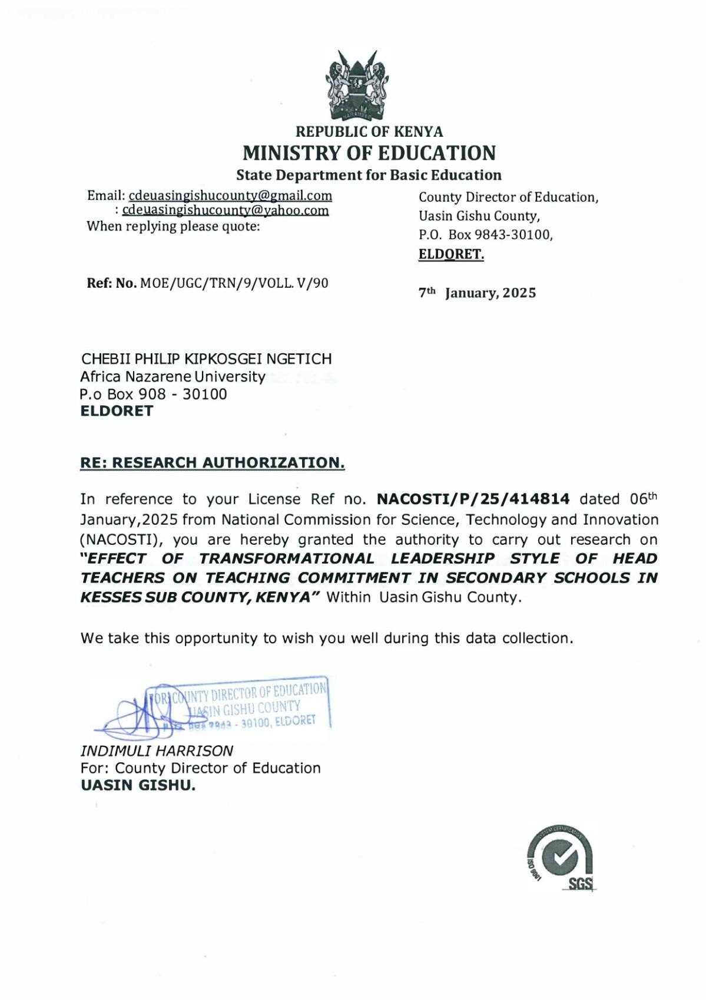 HARAMBEE
REPUBLIC OF KENYA
MINISTRY OF EDUCATION
State Department for Basic Education
Email: cdeuasingishucounty@gmail.com
: cdeuasingishucounty@yahoo.com
When replying please quote:
County Director of Education,
Uasin Gishu County,
P.O. Box 9843-30100,
ELDORET.
Ref: No. MOE/UGC/TRN/9/VOLL. V/90
7th January, 2025
CHEBII PHILIP KIPKOSGEI NGETICH
Africa Nazarene University
P.o Box 908 - 30100
ELDORET
RE: RESEARCH AUTHORIZATION.
In reference to your License Ref no. NACOSTI/P/25/414814 dated 06th
January,2025 from National Commission for Science, Technology and Innovation
(NACOSTI), you are hereby granted the authority to carry out research on
“EFFECT OF TRANSFORMATIONAL LEADERSHIP STYLE OF HEAD
TEACHERS ON TEACHING COMMITMENT IN SECONDARY SCHOOLS IN
KESSES SUB COUNTY, KENYA” Within Uasin Gishu County.
We take this opportunity to wish you well during this data collection.
FOR: COUNTY DIRECTOR OF EDUCATION
UASIN GISHU COUNTY
BOX 9843 - 30100, ELDORET
INDIMULI HARRISON
For: County Director of Education
UASIN GISHU.
SYSTEM CERTIFICATION
ISO 9001
SGS